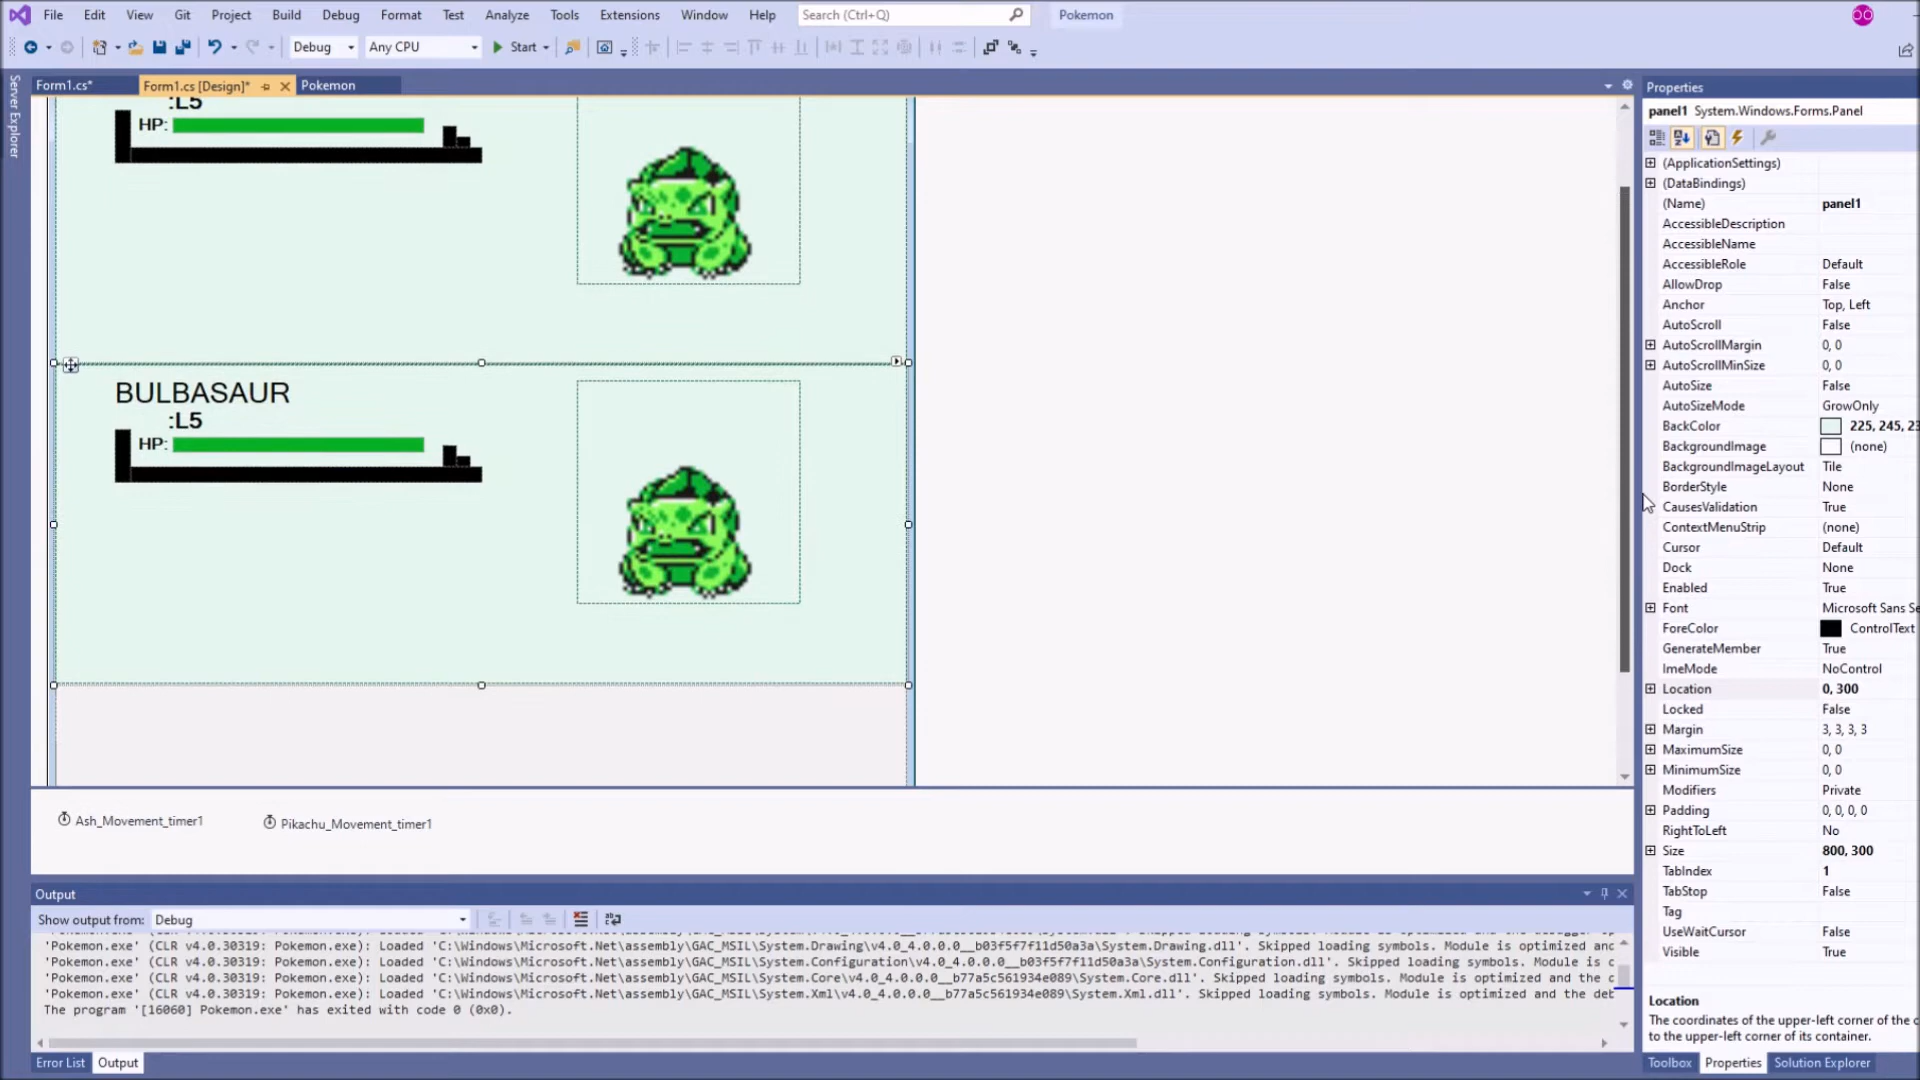 File Edit View Git Project Build Debug Format Test Analyze Tools Extensions Window Help Search (Ctrl+Q) Pokemon
Debug Any CPU Start
Form1.cs* Form1.cs [Design]* Pokemon
Server Explorer
:L5
HP:
BULBASAUR
:L5
HP:
Ash_Movement_timer1 Pikachu_Movement_timer1
Output
Show output from: Debug
'Pokemon.exe' (CLR v4.0.30319: Pokemon.exe): Loaded 'C:\Windows\Microsoft.Net\assembly\GAC_MSIL\System.Drawing\v4.0_4.0.0.0__b03f5f7f11d50a3a\System.Drawing.dll'. Skipped loading symbols. Module is optimized and
'Pokemon.exe' (CLR v4.0.30319: Pokemon.exe): Loaded 'C:\Windows\Microsoft.Net\assembly\GAC_MSIL\System.Configuration\v4.0_4.0.0.0__b03f5f7f11d50a3a\System.Configuration.dll'. Skipped loading symbols. Module is o
'Pokemon.exe' (CLR v4.0.30319: Pokemon.exe): Loaded 'C:\Windows\Microsoft.Net\assembly\GAC_MSIL\System.Core\v4.0_4.0.0.0__b77a5c561934e089\System.Core.dll'. Skipped loading symbols. Module is optimized and the d
'Pokemon.exe' (CLR v4.0.30319: Pokemon.exe): Loaded 'C:\Windows\Microsoft.Net\assembly\GAC_MSIL\System.Xml\v4.0_4.0.0.0__b77a5c561934e089\System.Xml.dll'. Skipped loading symbols. Module is optimized and the deb
The program '[16060] Pokemon.exe' has exited with code 0 (0x0).
Error List Output
Properties
panel1 System.Windows.Forms.Panel
(ApplicationSettings)
(DataBindings)
(Name) panel1
AccessibleDescription
AccessibleName
AccessibleRole Default
AllowDrop False
Anchor Top, Left
AutoScroll False
AutoScrollMargin 0, 0
AutoScrollMinSize 0, 0
AutoSize False
AutoSizeMode GrowOnly
BackColor 225, 245, 23
BackgroundImage (none)
BackgroundImageLayout Tile
BorderStyle None
CausesValidation True
ContextMenuStrip (none)
Cursor Default
Dock None
Enabled True
Font Microsoft Sans Se
ForeColor ControlText
GenerateMember True
ImeMode NoControl
Location 0, 300
Locked False
Margin 3, 3, 3, 3
MaximumSize 0, 0
MinimumSize 0, 0
Modifiers Private
Padding 0, 0, 0, 0
RightToLeft No
Size 800, 300
TabIndex 1
TabStop False
Tag
UseWaitCursor False
Visible True
Location
The coordinates of the upper-left corner of the c
to the upper-left corner of its container.
Toolbox Properties Solution Explorer